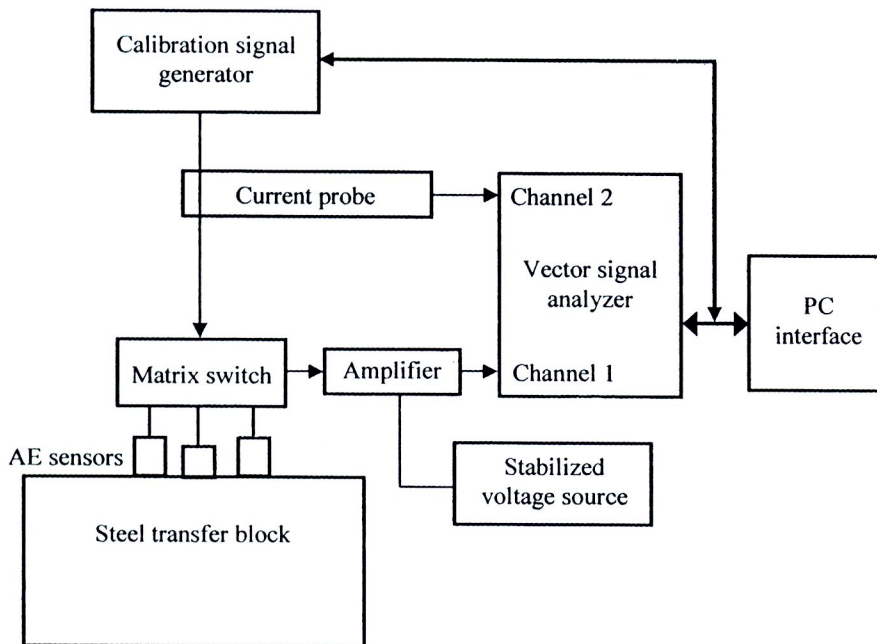 Calibration signal
generator
Current probe
Channel 2
Vector signal
analyzer
PC
interface
Matrix switch
Amplifier
Channel 1
AE sensors
Stabilized
voltage source
Steel transfer block